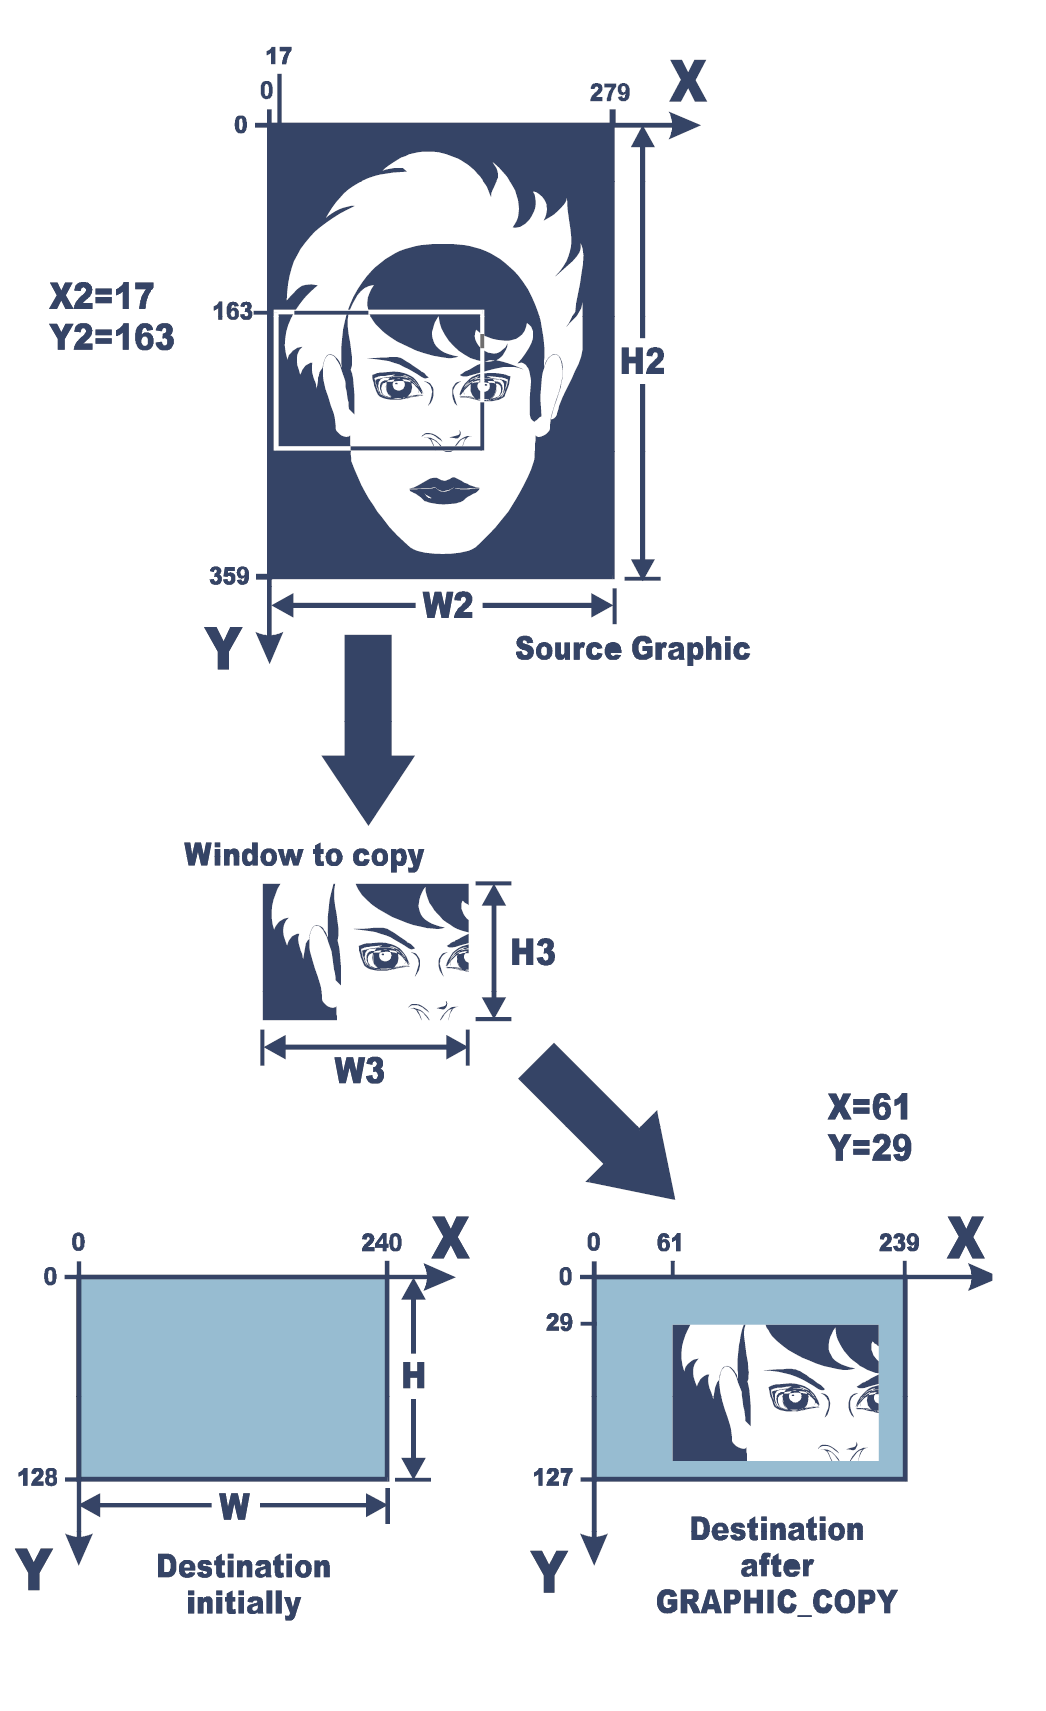 17
0
279
X
0
X2=17
Y2=163
163
H2
359
W2
Y
Source Graphic
Window to copy
H3
W3
X=61
Y=29
0
240
X
0
H
128
W
Y
Destination
initially
0
61
239
X
0
29
127
Y
Destination
after
GRAPHIC_COPY